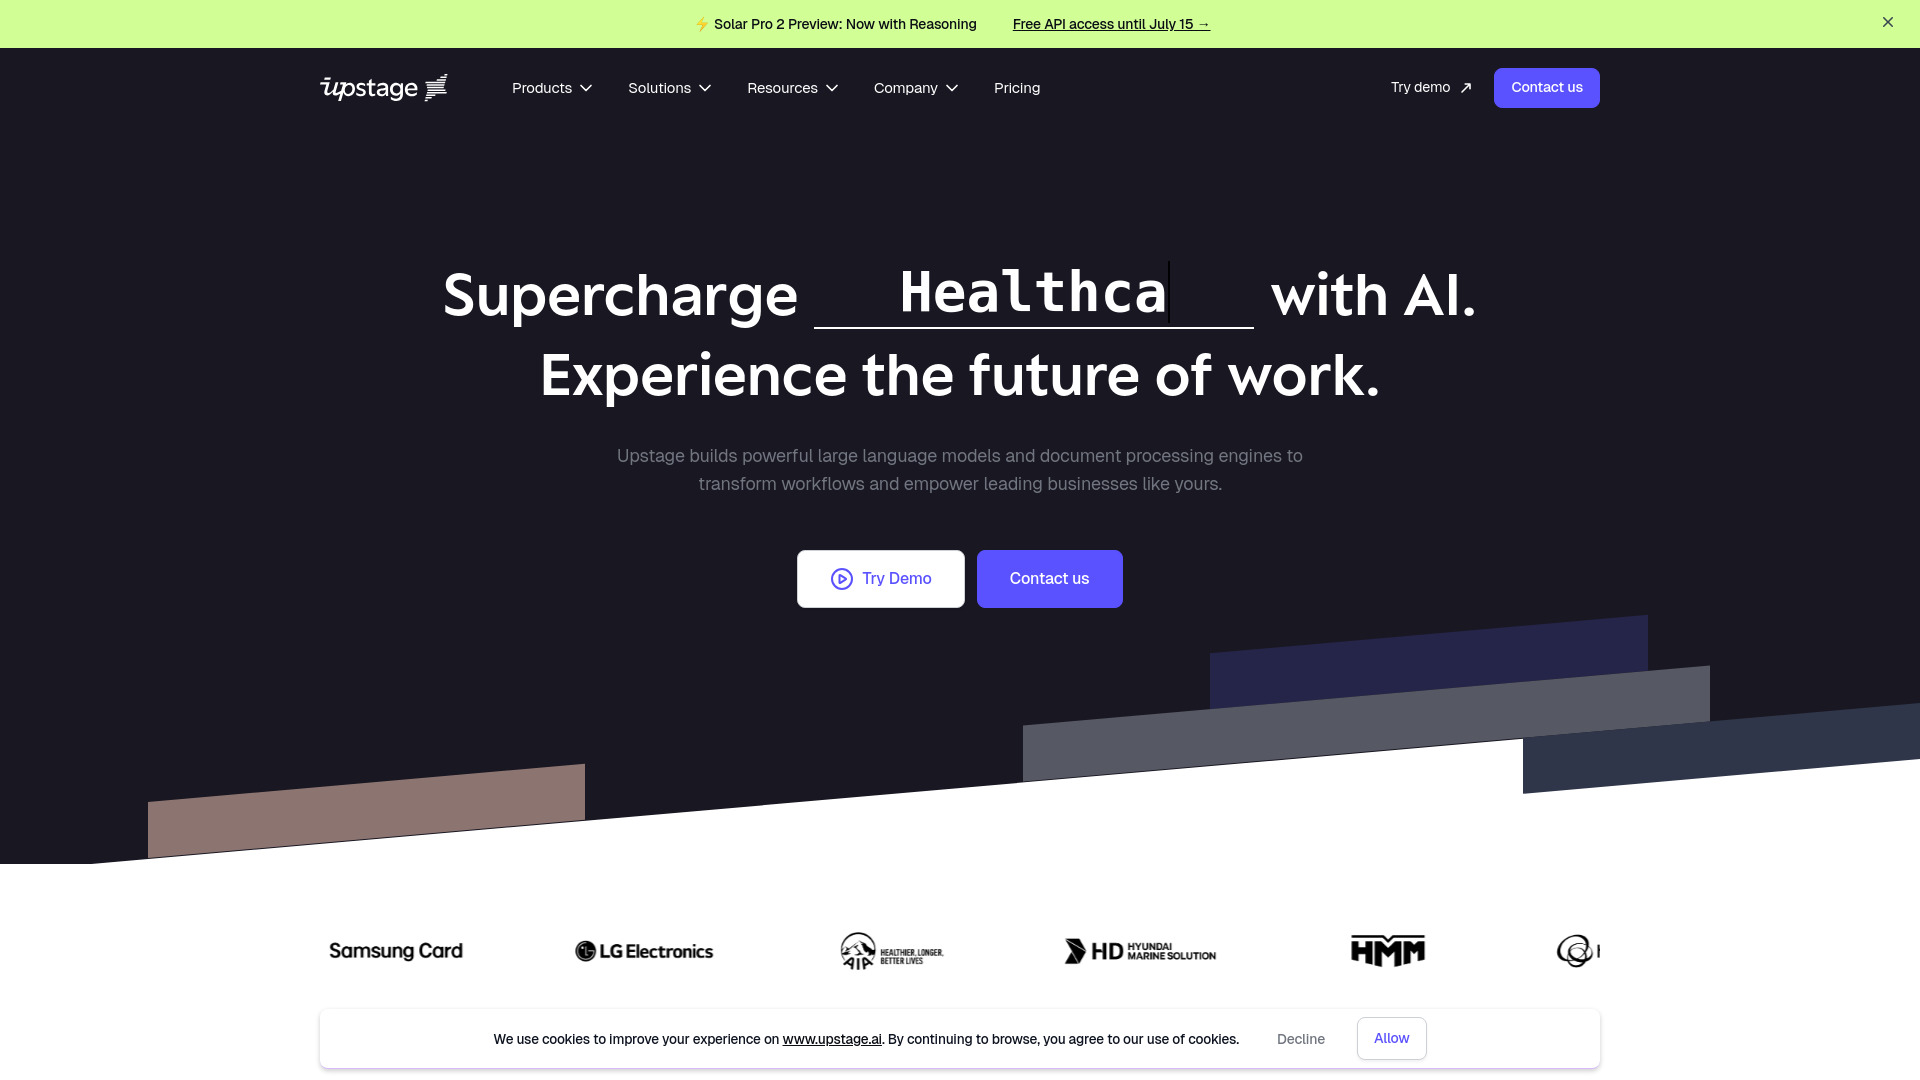 ⚡ Solar Pro 2 Preview: Now with Reasoning Free API access until July 15 →
upstage Products Solutions Resources Company Pricing Try demo Contact us
Supercharge Healthca with AI.
Experience the future of work.
Upstage builds powerful large language models and document processing engines to
transform workflows and empower leading businesses like yours.
Try Demo Contact us
Samsung Card LG Electronics AIA HEALTHIER, LONGER, BETTER LIVES HD HYUNDAI MARINE SOLUTION HMM
We use cookies to improve your experience on www.upstage.ai. By continuing to browse, you agree to our use of cookies. Decline Allow